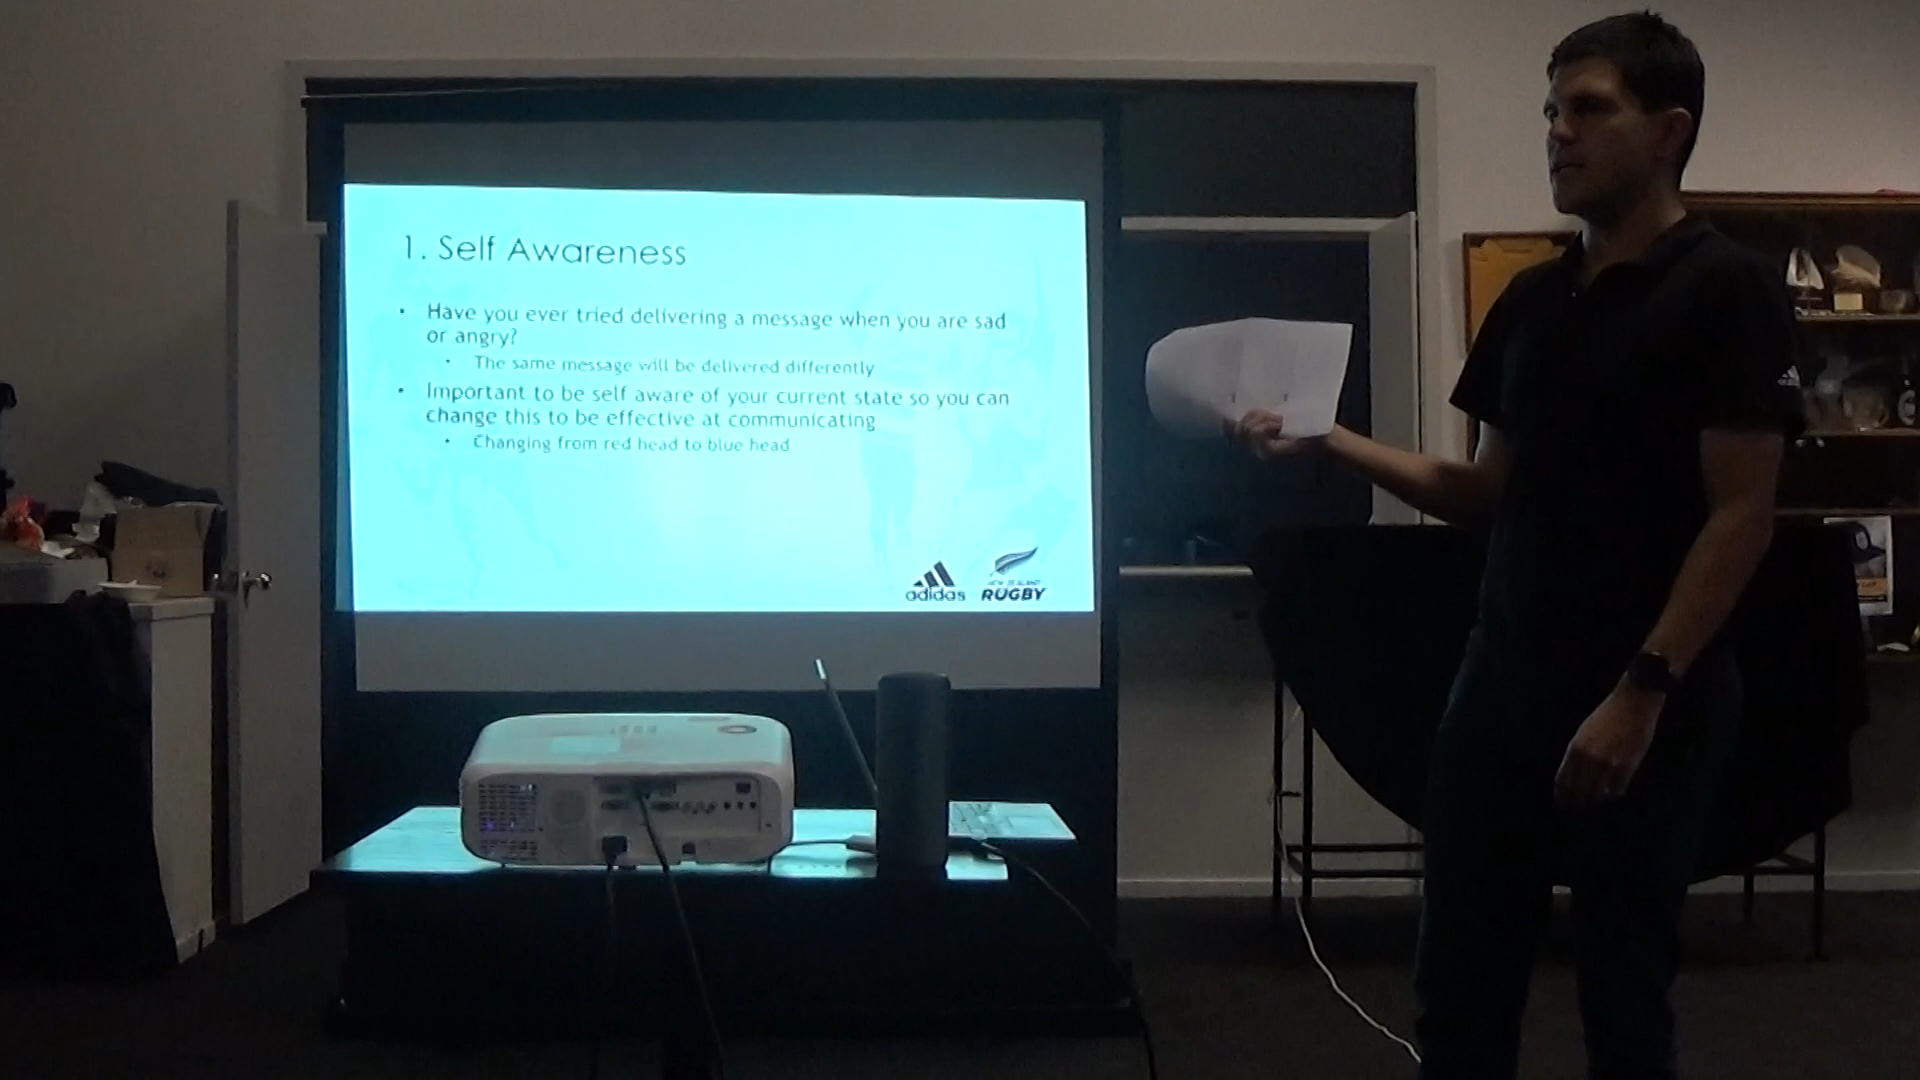 1. Self Awareness
• Have you ever tried delivering a message when you are sad
or angry?
• The same message will be delivered differently
• Important to be self aware of your current state so you can
change this to be effective at communicating
• Changing from red head to blue head
adidas
NEW ZEALAND
RUGBY